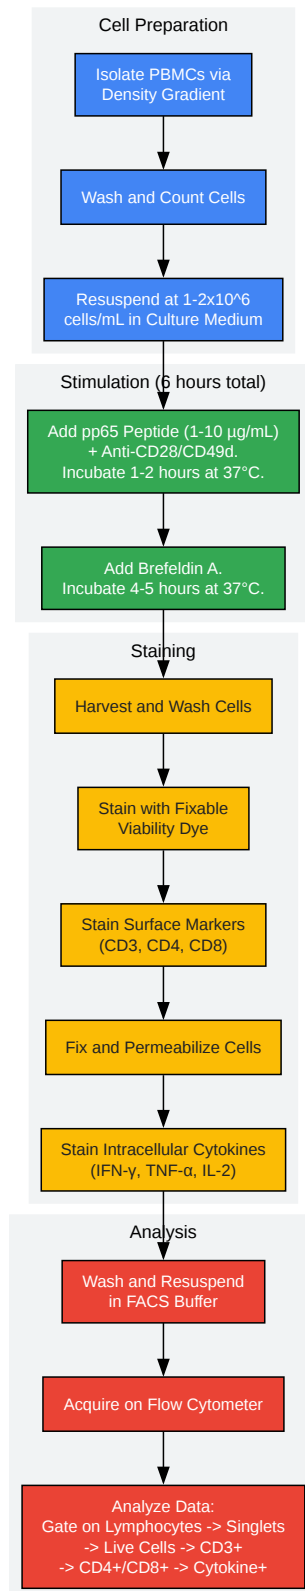 Cell Preparation
Isolate PBMCs via
Density Gradient
Wash and Count Cells
Resuspend at 1-2x10^6
cells/mL in Culture Medium
Stimulation (6 hours total)
Add pp65 Peptide (1-10 µg/mL)
+ Anti-CD28/CD49d.
Incubate 1-2 hours at 37°C.
Add Brefeldin A.
Incubate 4-5 hours at 37°C.
Staining
Harvest and Wash Cells
Stain with Fixable
Viability Dye
Stain Surface Markers
(CD3, CD4, CD8)
Fix and Permeabilize Cells
Stain Intracellular Cytokines
(IFN-γ, TNF-α, IL-2)
Analysis
Wash and Resuspend
in FACS Buffer
Acquire on Flow Cytometer
Analyze Data:
Gate on Lymphocytes -> Singlets
-> Live Cells -> CD3+
-> CD4+/CD8+ -> Cytokine+